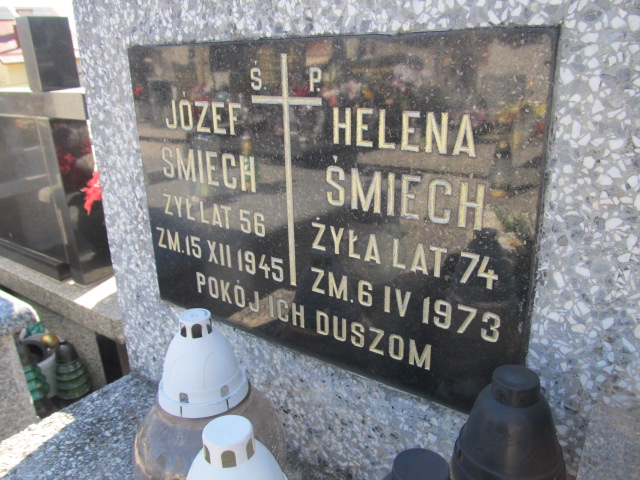 Ś P
JÓZEF
ŚMIECH
ŻYŁ LAT 56
ZM. 15 XII 1945
HELENA
ŚMIECH
ŻYŁA LAT 74
ZM. 6 IV 1973
POKÓJ ICH DUSZOM